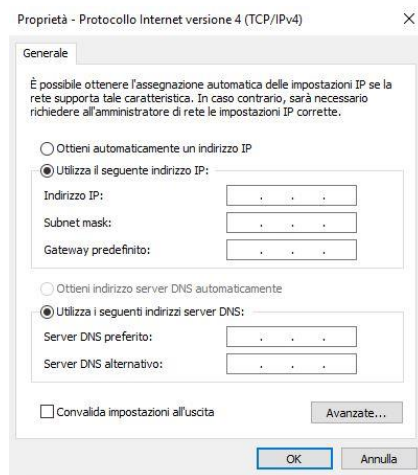 Proprietà - Protocollo Internet versione 4 (TCP/IPv4)
Generale
È possibile ottenere l'assegnazione automatica delle impostazioni IP se la
rete supporta tale caratteristica. In caso contrario, sarà necessario
richiedere all'amministratore di rete le impostazioni IP corrette.
Ottieni automaticamente un indirizzo IP
Utilizza il seguente indirizzo IP:
Indirizzo IP:
Subnet mask:
Gateway predefinito:
Ottieni indirizzo server DNS automaticamente
Utilizza i seguenti indirizzi server DNS:
Server DNS preferito:
Server DNS alternativo:
Convalida impostazioni all'uscita
Avanzate...
OK Annulla